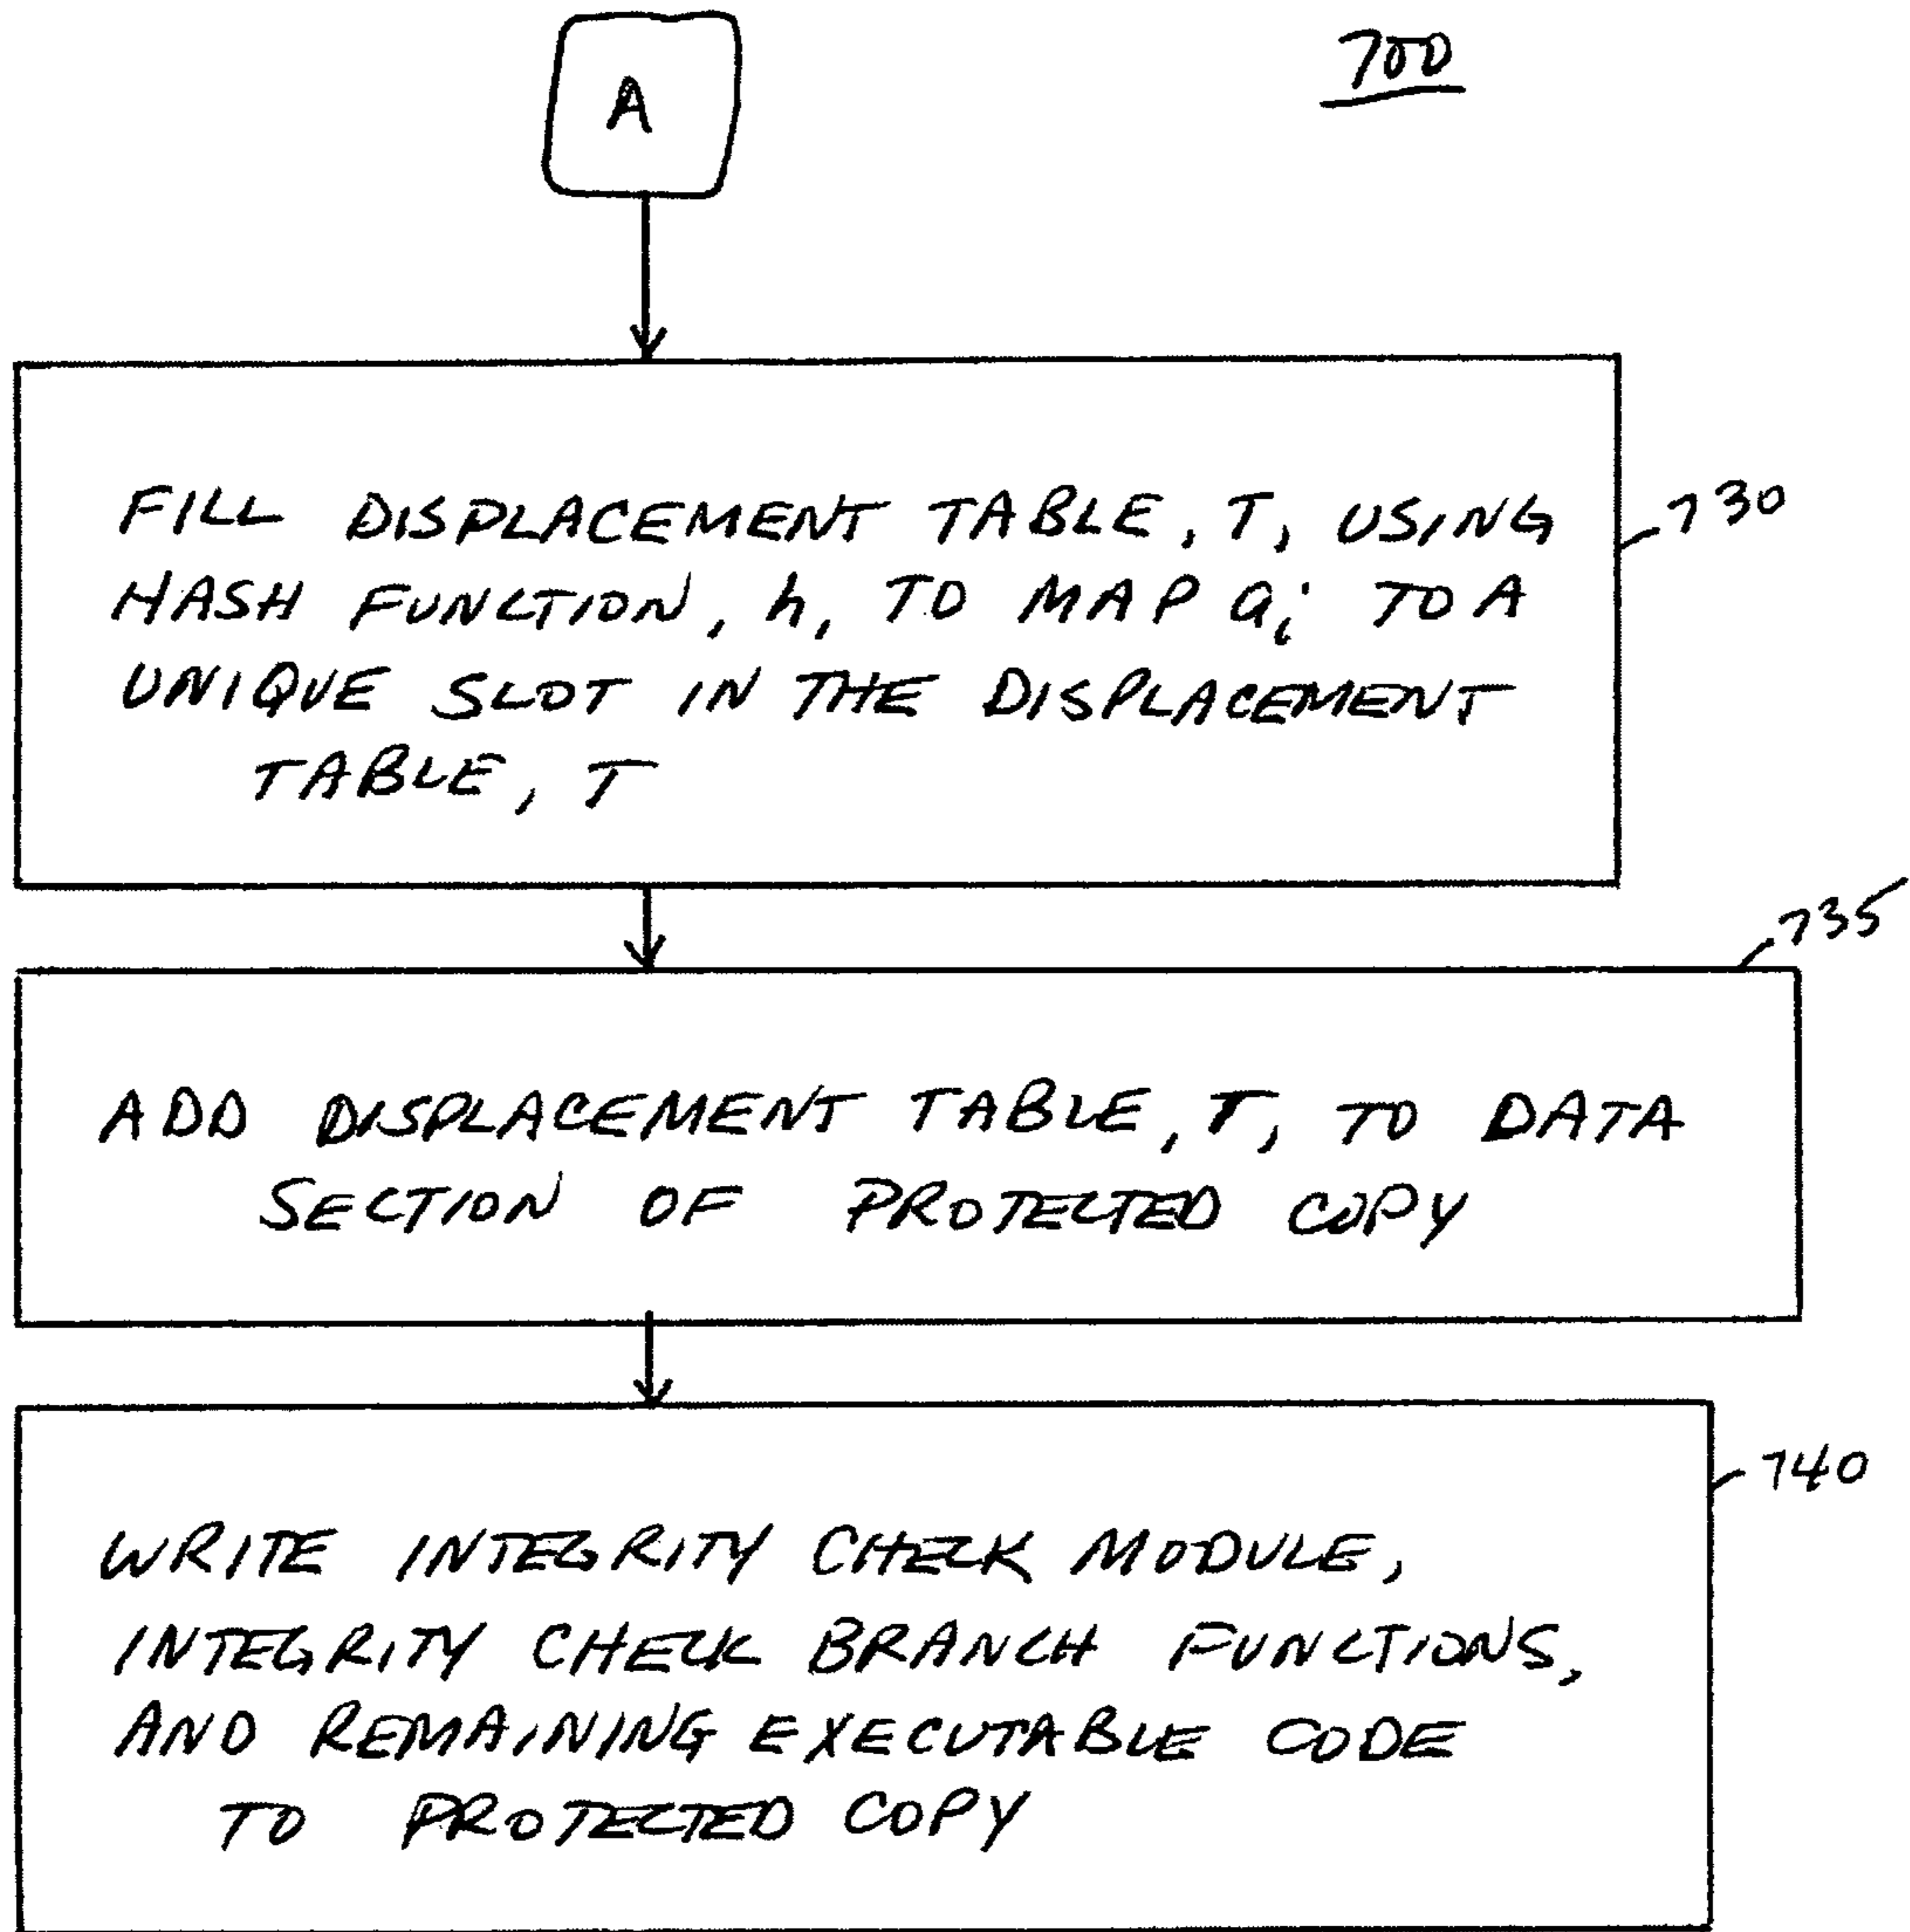 A
700
FILL DISPLACEMENT TABLE, T, USING
HASH FUNCTION, h, TO MAP ai TO A
UNIQUE SLOT IN THE DISPLACEMENT
TABLE, T
730
735
ADD DISPLACEMENT TABLE, T, TO DATA
SECTION OF PROTECTED COPY
740
WRITE INTEGRITY CHECK MODULE,
INTEGRITY CHECK BRANCH FUNCTIONS,
AND REMAINING EXECUTABLE CODE
TO PROTECTED COPY